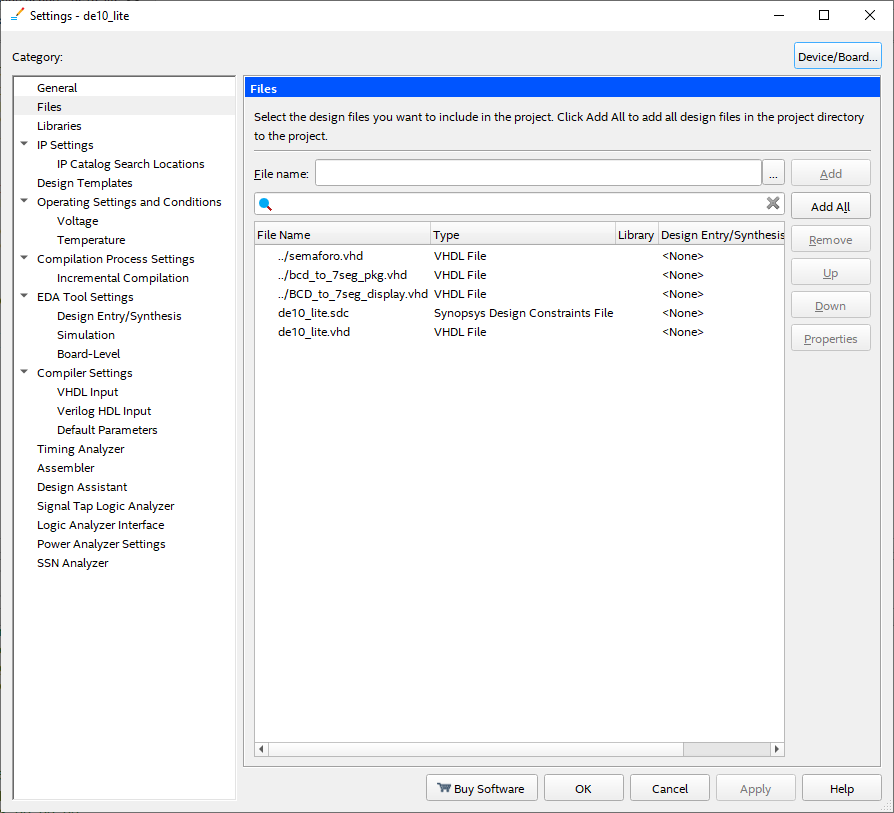 Settings - de10_lite
Category:
Device/Board...
General
Files
Libraries
IP Settings
IP Catalog Search Locations
Design Templates
Operating Settings and Conditions
Voltage
Temperature
Compilation Process Settings
Incremental Compilation
EDA Tool Settings
Design Entry/Synthesis
Simulation
Board-Level
Compiler Settings
VHDL Input
Verilog HDL Input
Default Parameters
Timing Analyzer
Assembler
Design Assistant
Signal Tap Logic Analyzer
Logic Analyzer Interface
Power Analyzer Settings
SSN Analyzer
Files
Select the design files you want to include in the project. Click Add All to add all design files in the project directory
to the project.
File name:
...
Add
Add All
Remove
Up
Down
Properties
File Name Type Library Design Entry/Synthesis
../semaforo.vhd VHDL File <None>
../bcd_to_7seg_pkg.vhd VHDL File <None>
../BCD_to_7seg_display.vhd VHDL File <None>
de10_lite.sdc Synopsys Design Constraints File <None>
de10_lite.vhd VHDL File <None>
Buy Software
OK
Cancel
Apply
Help